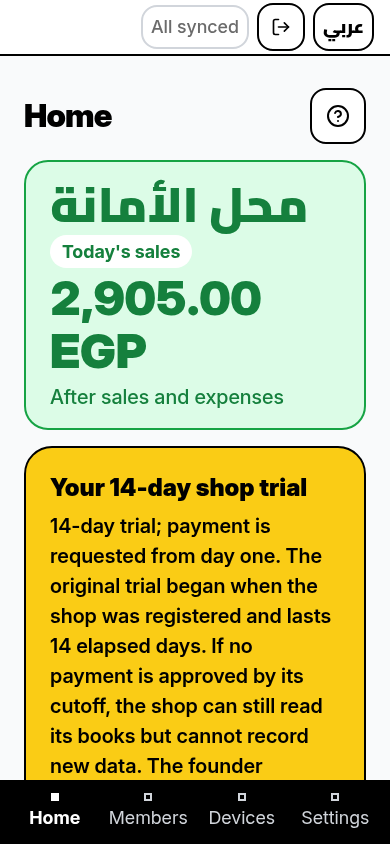 All synced
عربي
Home
محل الأمانة
Today's sales
2,905.00
EGP
After sales and expenses
Your 14-day shop trial
14-day trial; payment is
requested from day one. The
original trial began when the
shop was registered and lasts
14 elapsed days. If no
payment is approved by its
cutoff, the shop can still read
its books but cannot record
new data. The founder
Home
Members
Devices
Settings